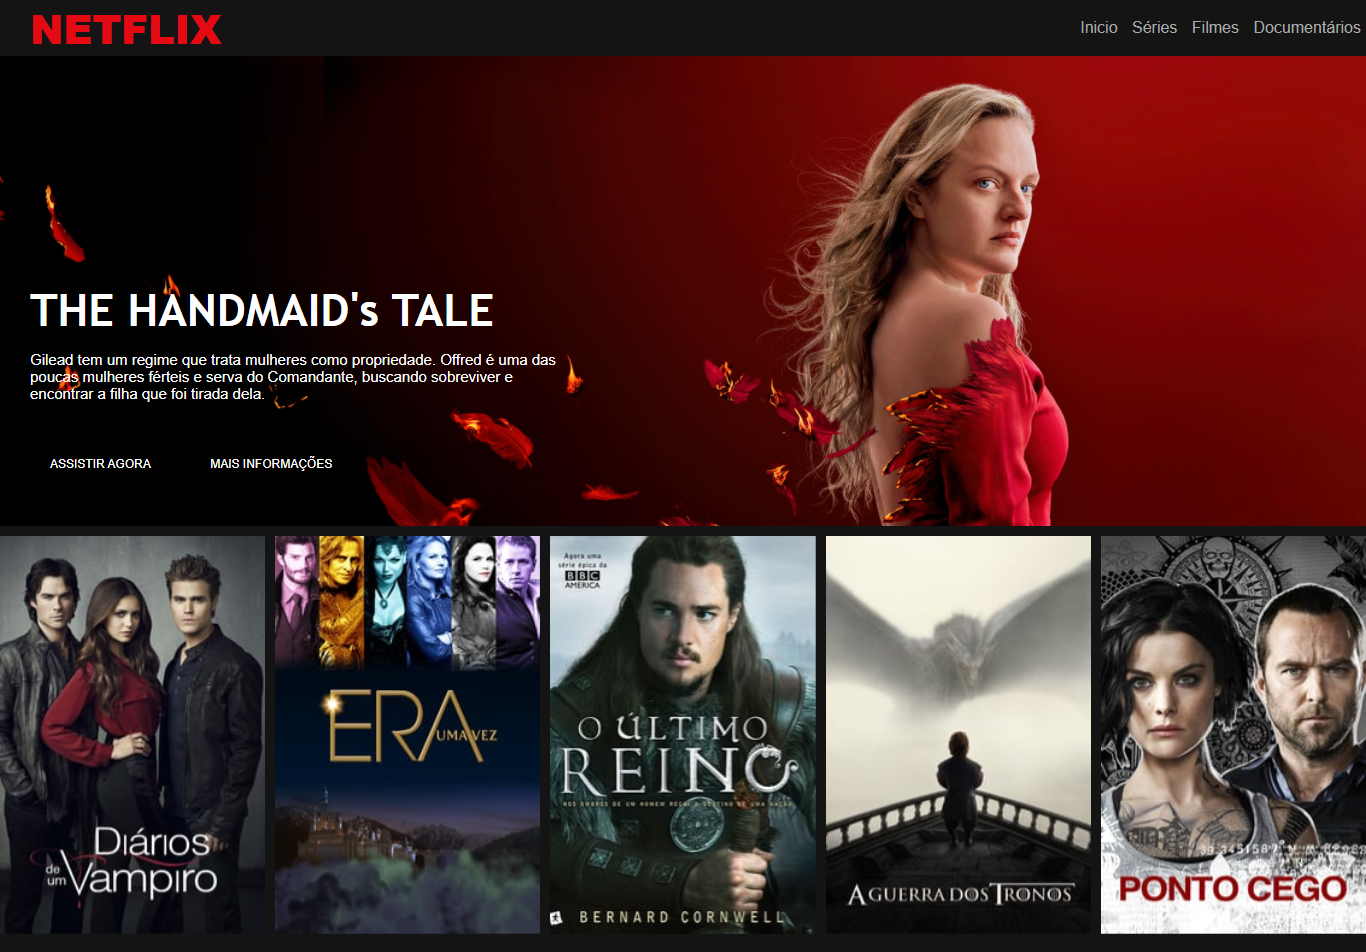 NETFLIX
Inicio Séries Filmes Documentários
THE HANDMAID's TALE
Gilead tem um regime que trata mulheres como propriedade. Offred é uma das
poucas mulheres férteis e serva do Comandante, buscando sobreviver e
encontrar a filha que foi tirada dela.
ASSISTIR AGORA MAIS INFORMAÇÕES
Diários
de um Vampiro
ERA
UMA VEZ
Agora uma
série épica da
BBC
AMERICA
O ÚLTIMO
REINO
NOS OMBROS DE UM HOMEM RECAI O DESTINO DE UMA NAÇÃO
BERNARD CORNWELL
A GUERRA DOS TRONOS
PONTO CEGO